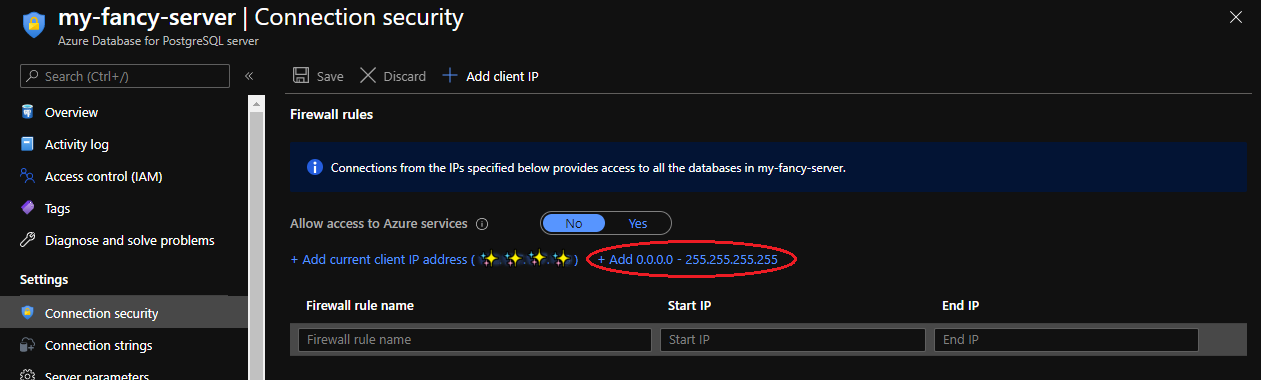 my-fancy-server | Connection security
Azure Database for PostgreSQL server
Search (Ctrl+/)
«
Overview
Activity log
Access control (IAM)
Tags
Diagnose and solve problems
Settings
Connection security
Connection strings
Server parameters
Save Discard + Add client IP
Firewall rules
Connections from the IPs specified below provides access to all the databases in my-fancy-server.
Allow access to Azure services No Yes
+ Add current client IP address ( . . . ) + Add 0.0.0.0 - 255.255.255.255
Firewall rule name Start IP End IP
Firewall rule name Start IP End IP